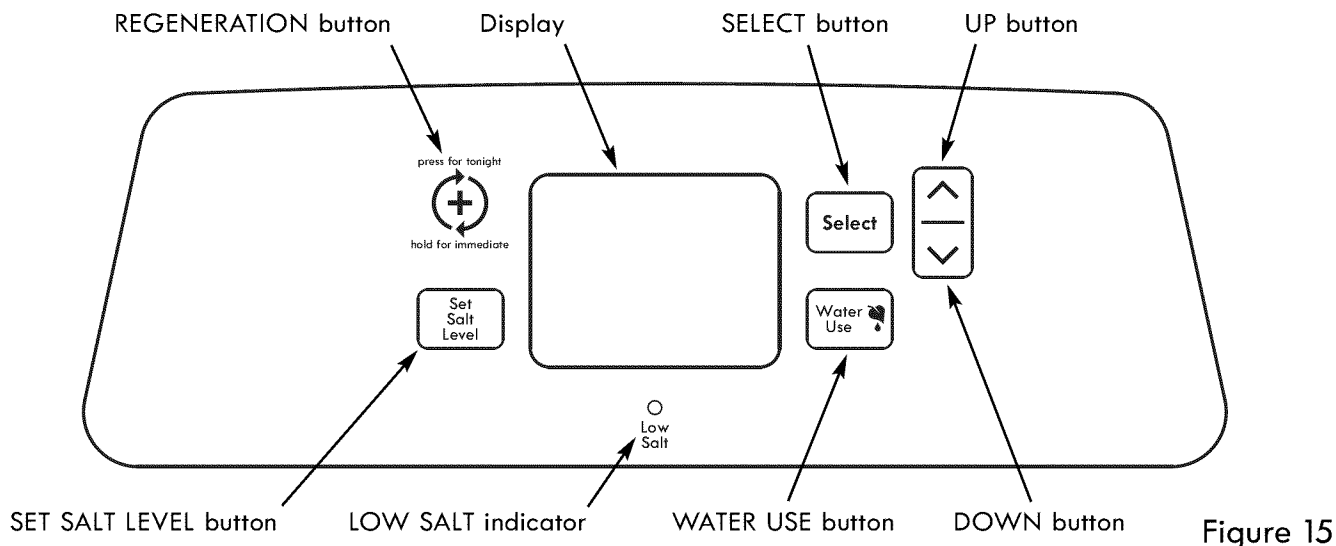 REGENERATION button
Display
SELECT button
UP button
press for tonight
hold for immediate
Select
Set
Salt
Level
Water
Use
Low
Salt
SET SALT LEVEL button
LOW SALT indicator
WATER USE button
DOWN button
Figure 15